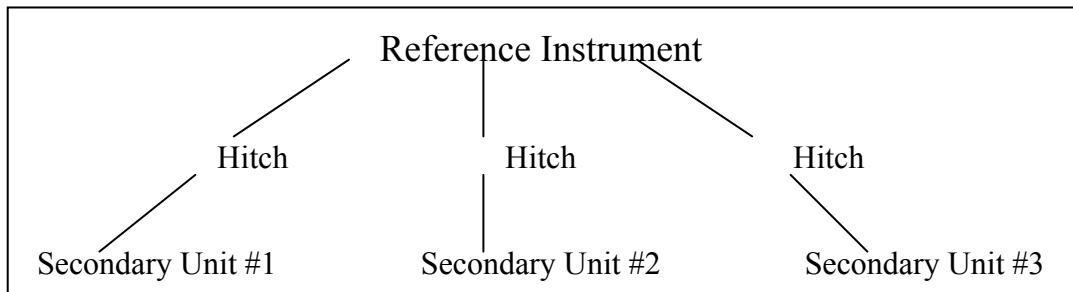 Reference Instrument
Hitch Hitch Hitch
Secondary Unit #1 Secondary Unit #2 Secondary Unit #3